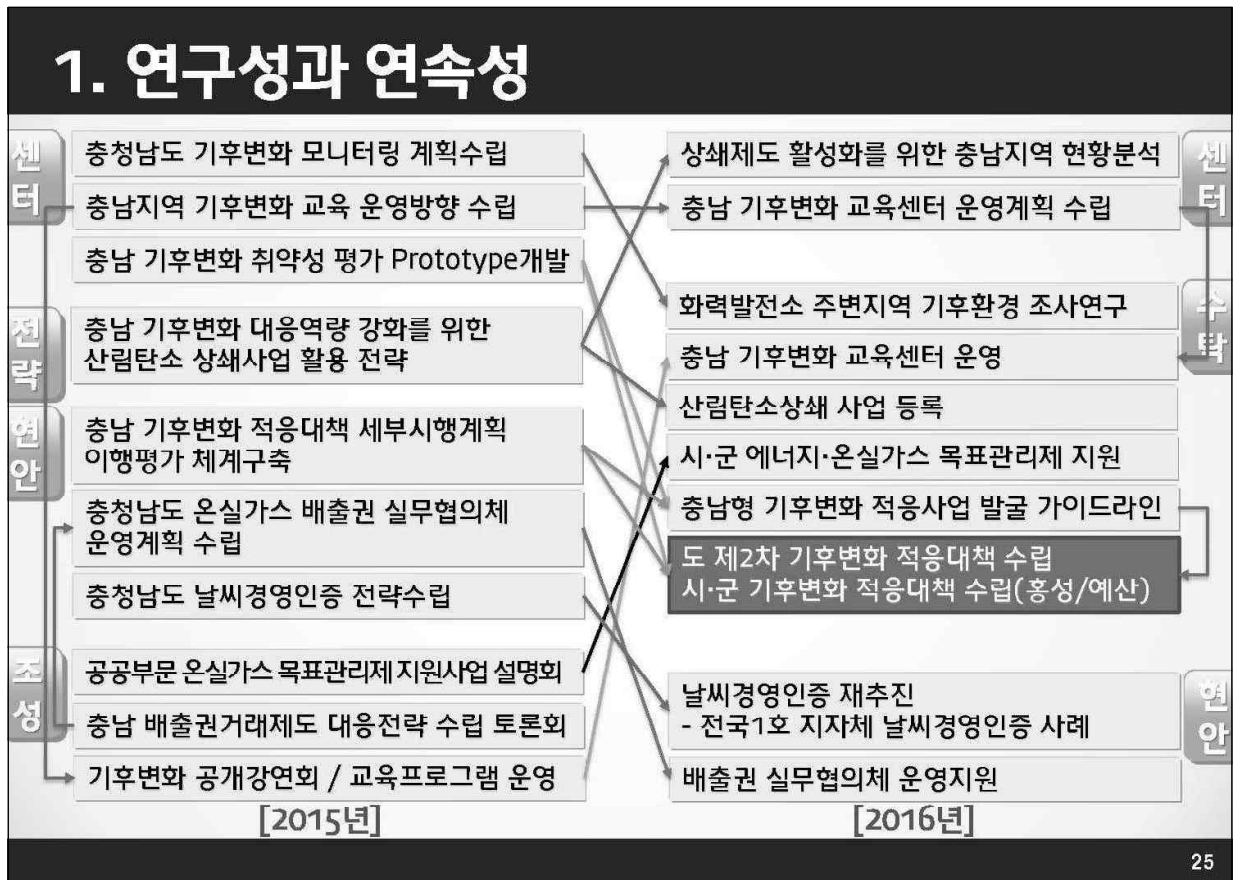 1. 연구성과 연속성
센터
충청남도 기후변화 모니터링 계획수립
충남지역 기후변화 교육 운영방향 수립
충남 기후변화 취약성 평가 Prototype개발
전략
충남 기후변화 대응역량 강화를 위한
산림탄소 상쇄사업 활용 전략
현안
충남 기후변화 적응대책 세부시행계획
이행평가 체계구축
충청남도 온실가스 배출권 실무협의체
운영계획 수립
충청남도 날씨경영인증 전략수립
조성
공공부문 온실가스 목표관리제 지원사업 설명회
충남 배출권거래제도 대응전략 수립 토론회
기후변화 공개강연회 / 교육프로그램 운영
[2015년]
센터
상쇄제도 활성화를 위한 충남지역 현황분석
충남 기후변화 교육센터 운영계획 수립
수탁
화력발전소 주변지역 기후환경 조사연구
충남 기후변화 교육센터 운영
산림탄소상쇄 사업 등록
시·군 에너지·온실가스 목표관리제 지원
충남형 기후변화 적응사업 발굴 가이드라인
도 제2차 기후변화 적응대책 수립
시·군 기후변화 적응대책 수립(홍성/예산)
현안
날씨경영인증 재추진
- 전국1호 지자체 날씨경영인증 사례
배출권 실무협의체 운영지원
[2016년]
25